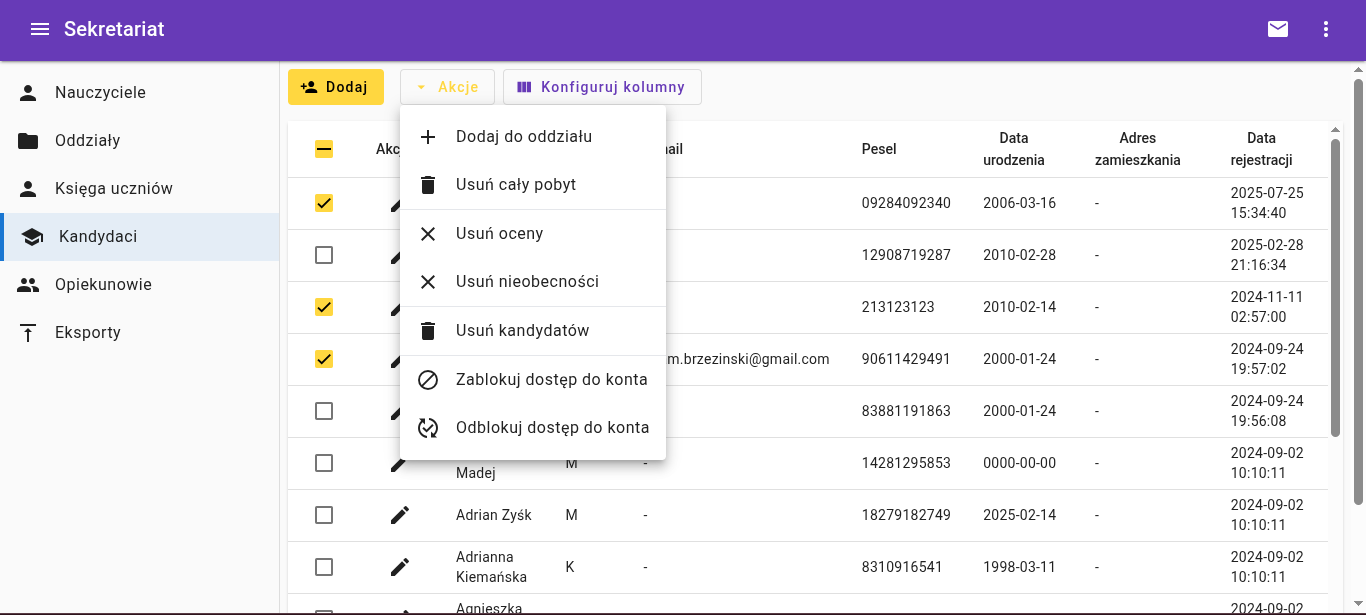 Sekretariat
Nauczyciele
Oddziały
Księga uczniów
Kandydaci
Opiekunowie
Eksporty
Dodaj
Akcje
Konfiguruj kolumny
Dodaj do oddziału
Usuń cały pobyt
Usuń oceny
Usuń nieobecności
Usuń kandydatów
Zablokuj dostęp do konta
Odblokuj dostęp do konta
Pesel Data urodzenia Adres zamieszkania Data rejestracji
09284092340 2006-03-16 - 2025-07-25 15:34:40
12908719287 2010-02-28 - 2025-02-28 21:16:34
213123123 2010-02-14 - 2024-11-11 02:57:00
m.brzezinski@gmail.com 90611429491 2000-01-24 - 2024-09-24 19:57:02
83881191863 2000-01-24 - 2024-09-24 19:56:08
Madej M - 14281295853 0000-00-00 - 2024-09-02 10:10:11
Adrian Zyśk M - 18279182749 2025-02-14 - 2024-09-02 10:10:11
Adrianna Kiemańska K - 8310916541 1998-03-11 - 2024-09-02 10:10:11
Agnieszka 2024-09-02